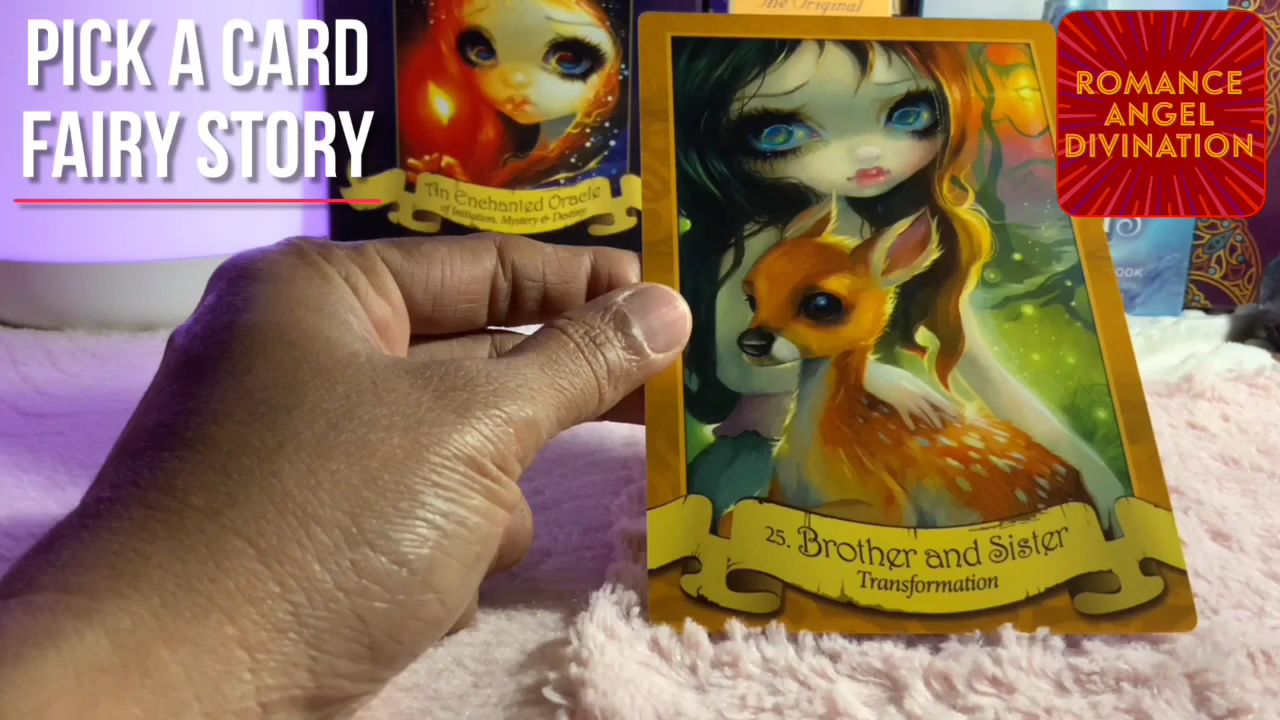 PICK A CARD
FAIRY STORY
The Original
An Enchanted Oracle
of Initiation, Mystery & Destiny
ROMANCE
ANGEL
DIVINATION
25. Brother and Sister
Transformation